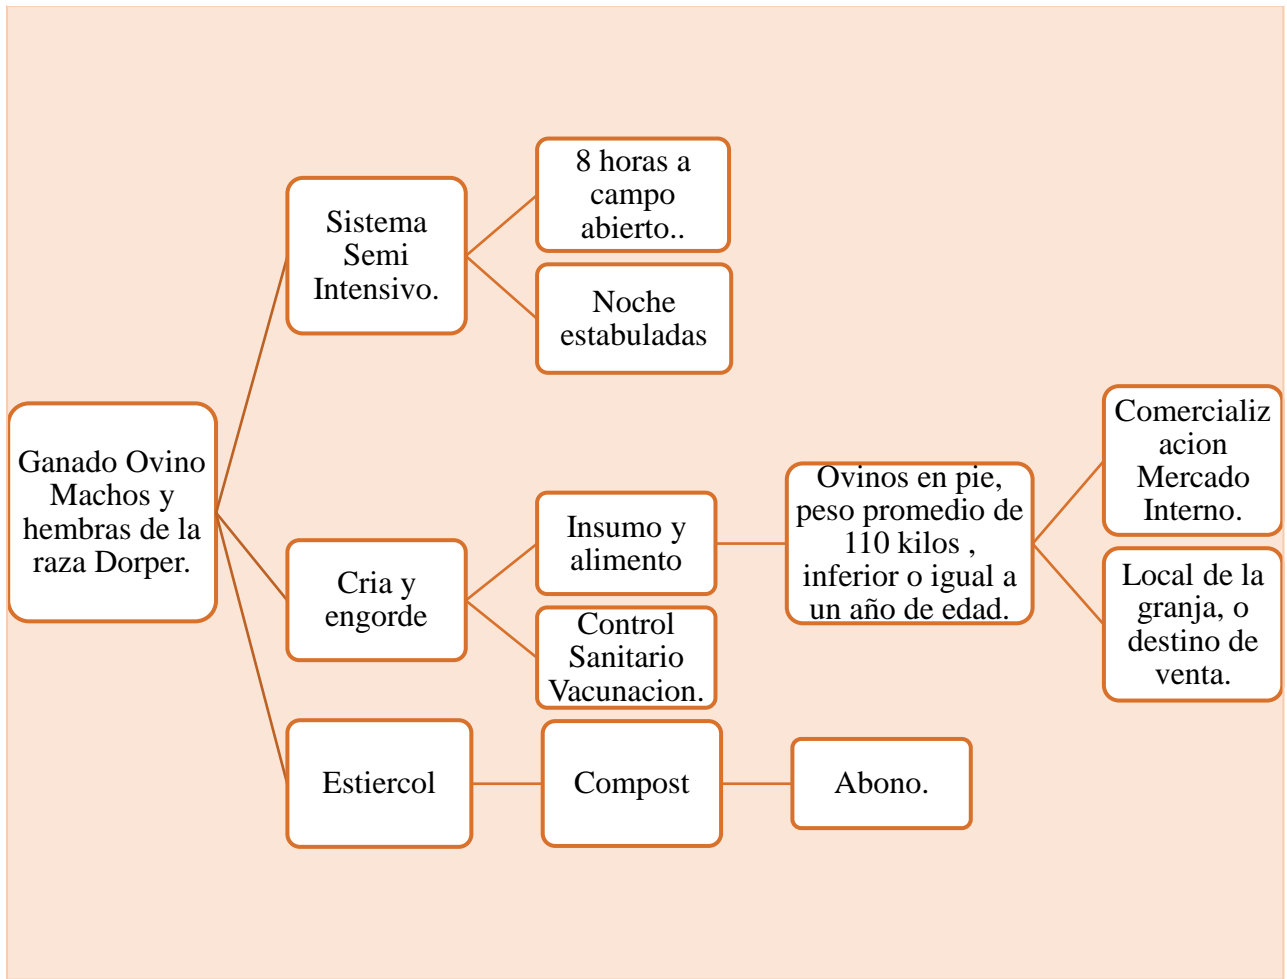 Ganado Ovino
Machos y
hembras de la
raza Dorper.
Sistema
Semi
Intensivo.
8 horas a
campo
abierto..
Noche
estabuladas
Cria y
engorde
Insumo y
alimento
Control
Sanitario
Vacunacion.
Ovinos en pie,
peso promedio de
110 kilos ,
inferior o igual a
un año de edad.
Comercializ
acion
Mercado
Interno.
Local de la
granja, o
destino de
venta.
Estiercol
Compost
Abono.